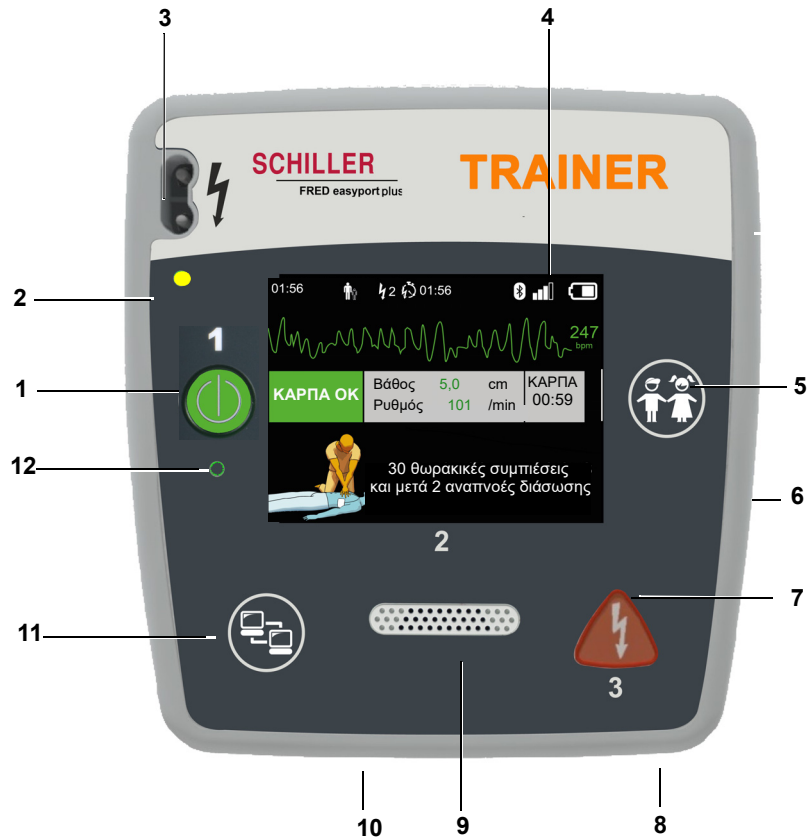 3
4
SCHILLER
FRED easyport plus
TRAINER
01:56 2 01:56
2
1
247
bpm
1
ΚΑΡΠΑ ΟΚ
Βάθος 5,0 cm
Ρυθμός 101 /min
ΚΑΡΠΑ
00:59
5
12
30 θωρακικές συμπιέσεις
και μετά 2 αναπνοές διάσωσης
6
2
7
11
3
10
9
8